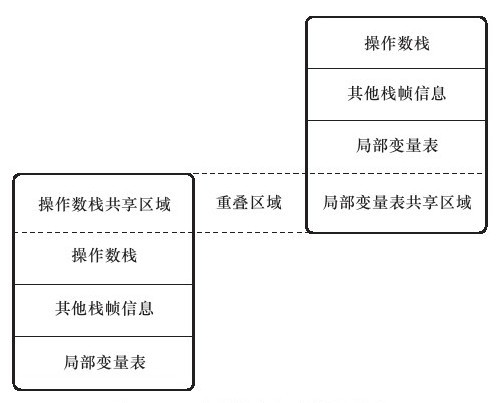 操作数栈
其他栈帧信息
局部变量表
操作数栈共享区域
重叠区域
局部变量表共享区域
操作数栈
其他栈帧信息
局部变量表